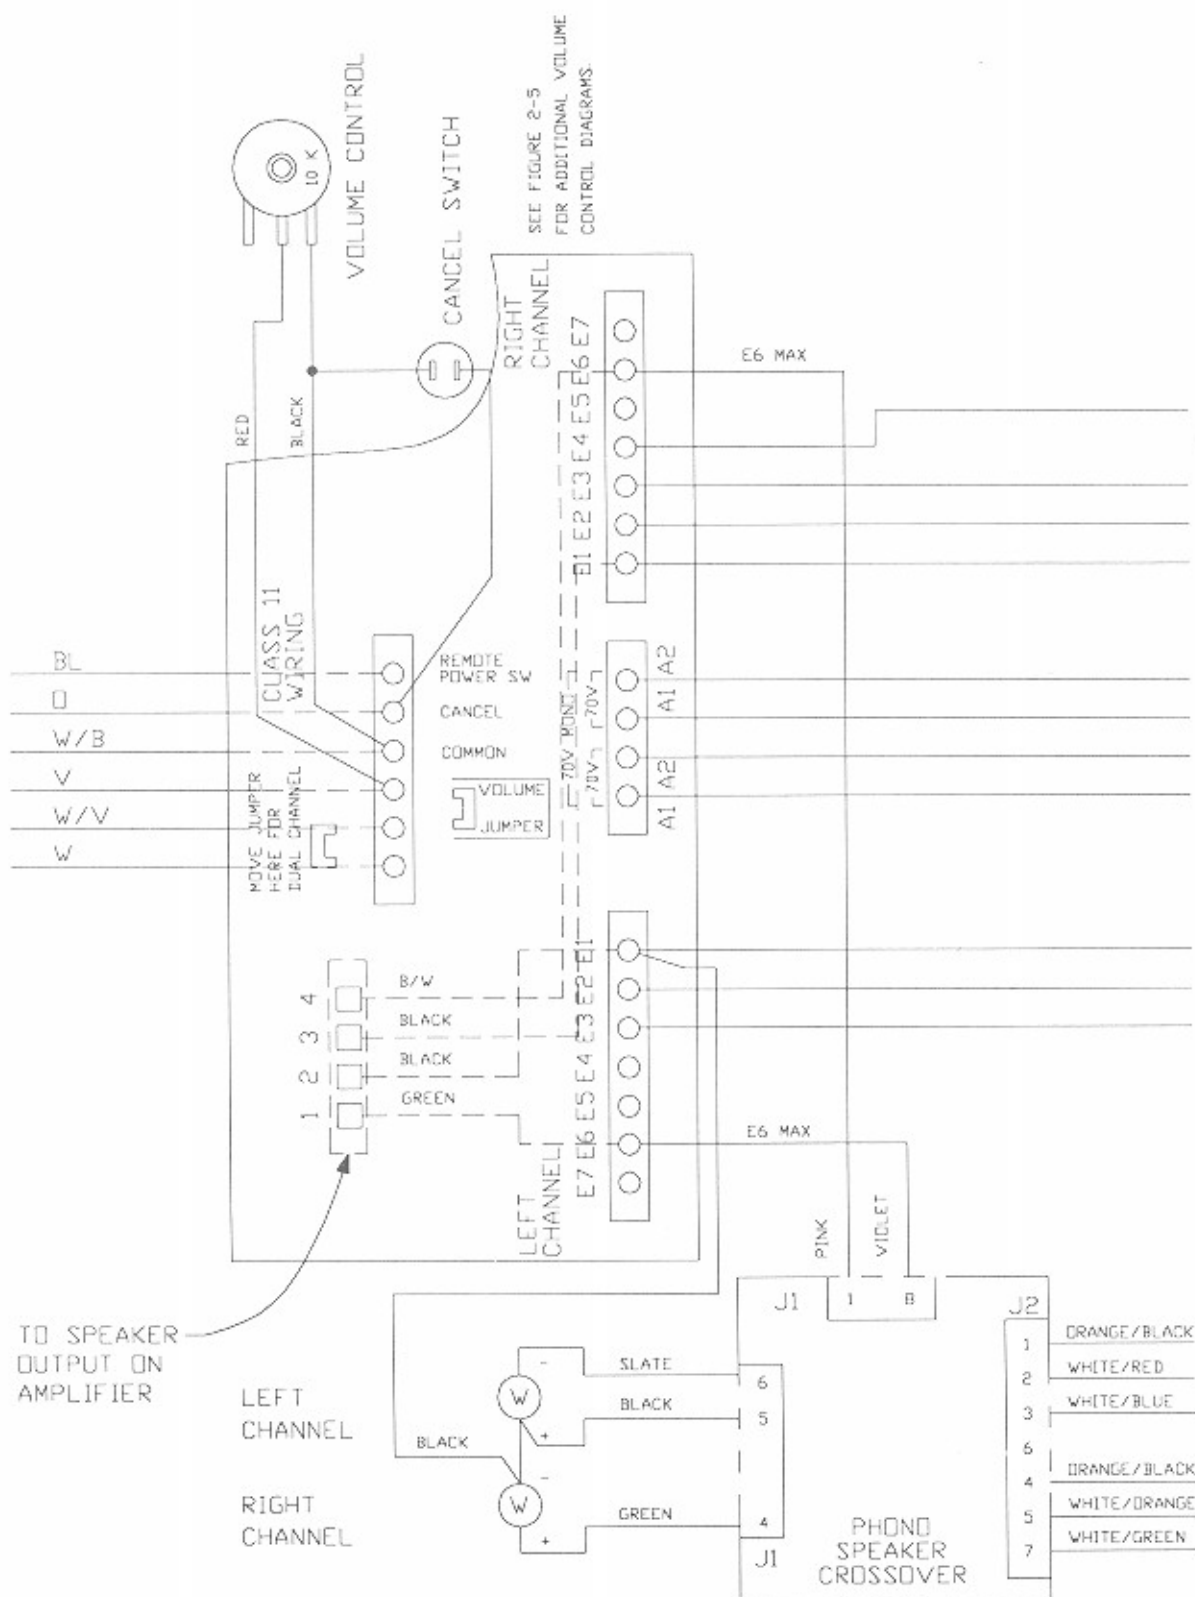 10 K
VOLUME CONTROL
CANCEL SWITCH
SEE FIGURE 2-5
FOR ADDITIONAL VOLUME
CONTROL DIAGRAMS.
RIGHT
CHANNEL
RED
BLACK
E1 E2 E3 E4 E5 E6 E7
E6 MAX
CLASS 11
WIRING
BL
O
W/B
V
W/V
W
REMOTE
POWER SW
CANCEL
COMMON
VOLUME
JUMPER
MOVE JUMPER
HERE FOR
DUAL CHANNEL
70V MONO
70V
70V
A1 A2
A1 A2
4
3
2
1
B/W
BLACK
BLACK
GREEN
E7 E6 E5 E4 E3 E2 E1
LEFT
CHANNEL
E6 MAX
PINK
VIOLET
TO SPEAKER
OUTPUT ON
AMPLIFIER
J1
1
8
J2
1
ORANGE/BLACK
2
WHITE/RED
3
WHITE/BLUE
6
4
ORANGE/BLACK
5
WHITE/ORANGE
7
WHITE/GREEN
LEFT
CHANNEL
-
W
+
SLATE
6
BLACK
5
BLACK
RIGHT
CHANNEL
-
W
+
GREEN
4
J1
PHONO
SPEAKER
CROSSOVER